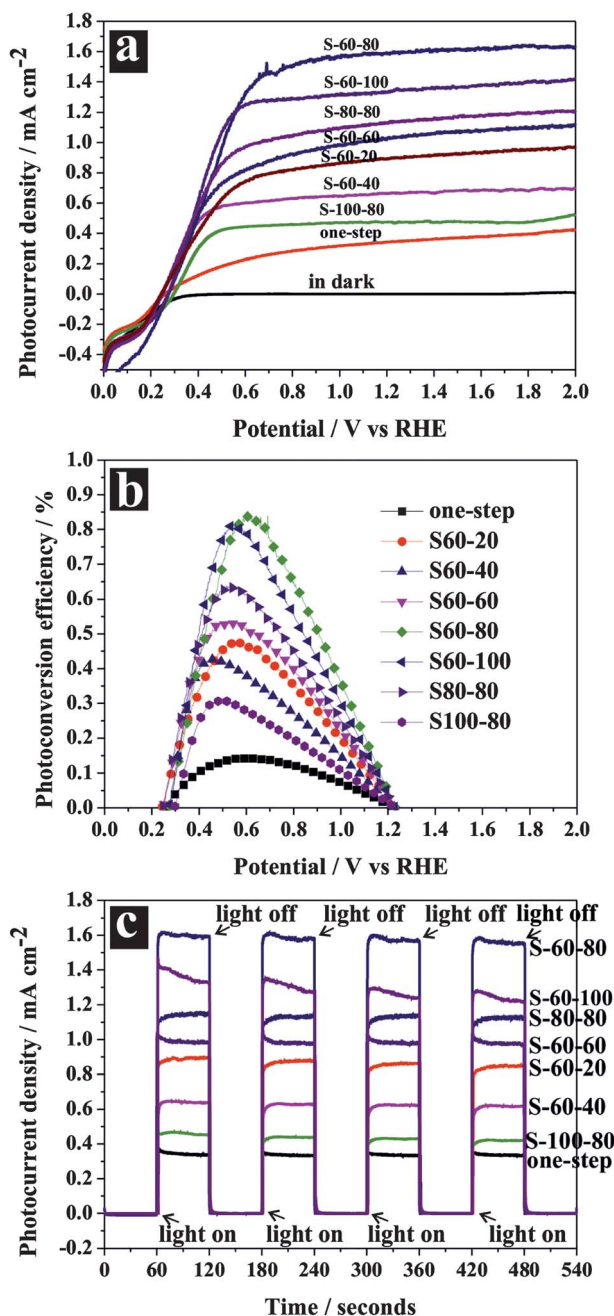 a
Photocurrent density / mA cm⁻²
1.8
1.6
1.4
1.2
1.0
0.8
0.6
0.4
0.2
0.0
-0.2
-0.4
S-60-80
S-60-100
S-80-80
S-60-60
S-60-20
S-60-40
S-100-80
one-step
in dark
0.0 0.2 0.4 0.6 0.8 1.0 1.2 1.4 1.6 1.8 2.0
Potential / V vs RHE
b
Photoconversion efficiency / %
1.0
0.9
0.8
0.7
0.6
0.5
0.4
0.3
0.2
0.1
0.0
one-step
S60-20
S60-40
S60-60
S60-80
S60-100
S80-80
S100-80
0.0 0.2 0.4 0.6 0.8 1.0 1.2 1.4 1.6 1.8 2.0
Potential / V vs RHE
c
Photocurrent density / mA cm⁻²
1.8
1.6
1.4
1.2
1.0
0.8
0.6
0.4
0.2
0.0
-0.2
light off light off light off light off
S-60-80
S-60-100
S-80-80
S-60-60
S-60-20
S-60-40
S-100-80
one-step
light on light on light on light on
0 60 120 180 240 300 360 420 480 540
Time / seconds